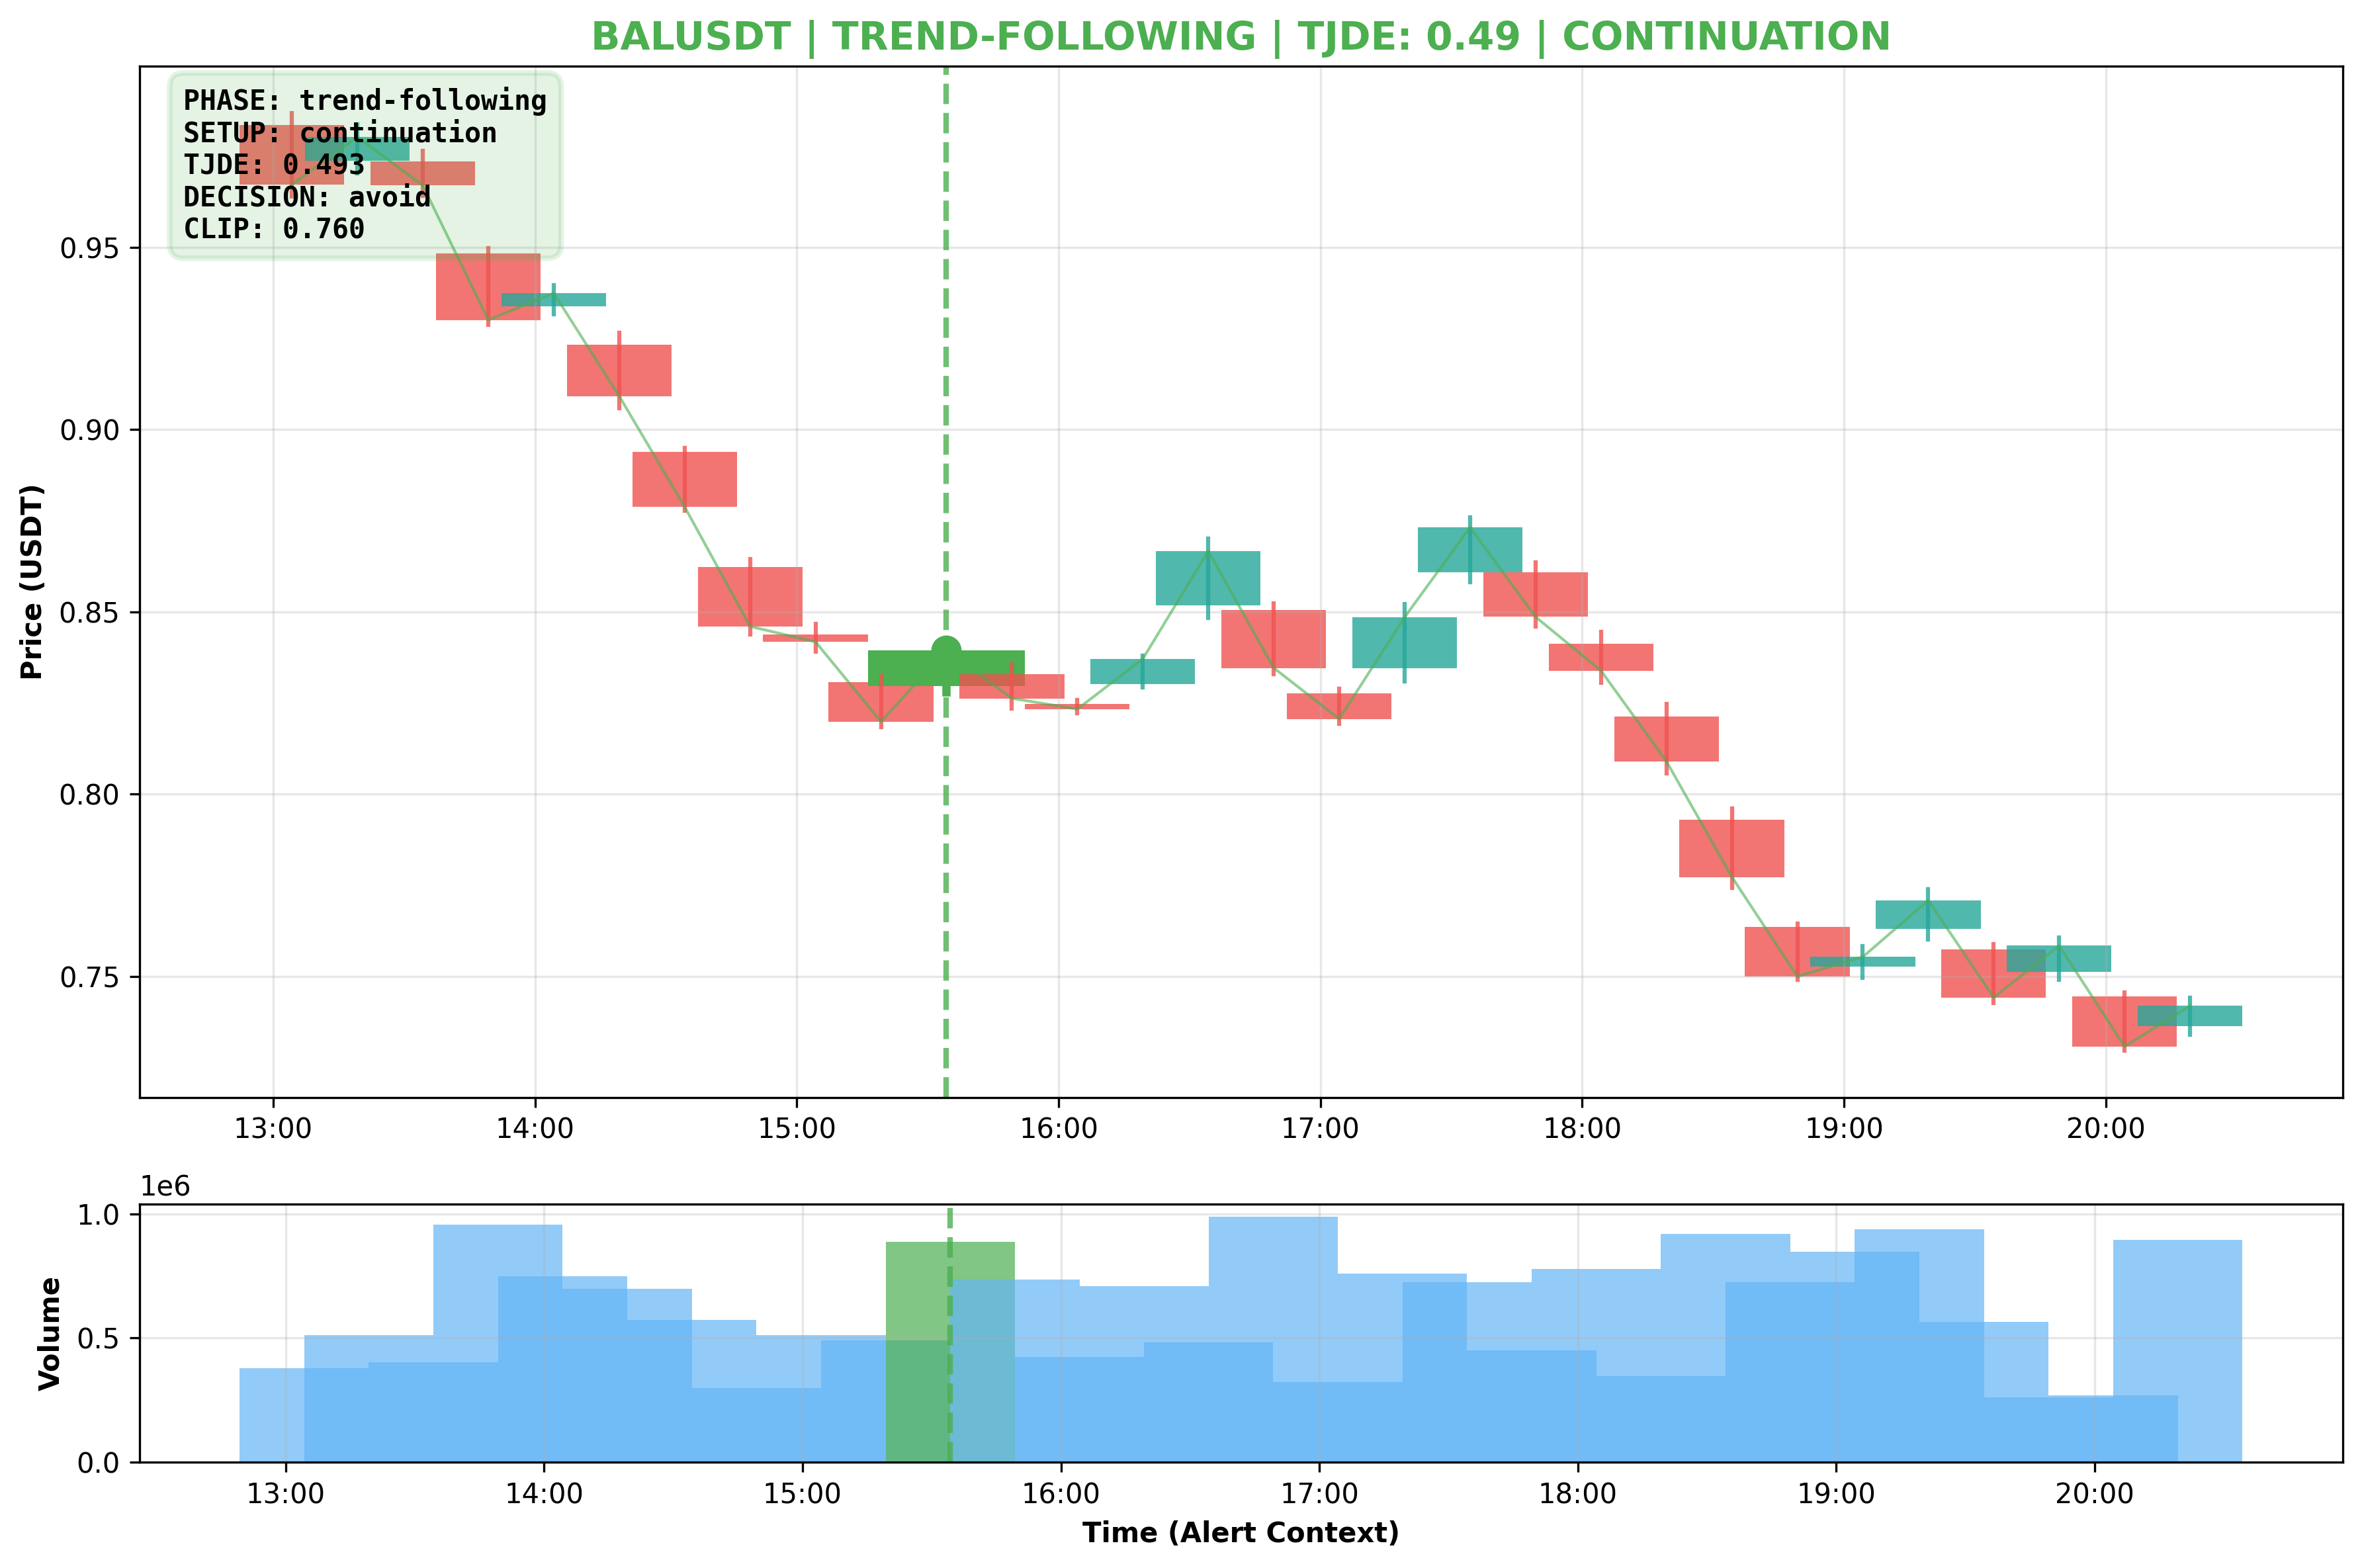 BALUSDT | TREND-FOLLOWING | TJDE: 0.49 | CONTINUATION
PHASE: trend-following
SETUP: continuation
TJDE: 0.493
DECISION: avoid
CLIP: 0.760
Price (USDT)
0.95
0.90
0.85
0.80
0.75
13:00 14:00 15:00 16:00 17:00 18:00 19:00 20:00
1e6
Volume
1.0
0.5
0.0
13:00 14:00 15:00 16:00 17:00 18:00 19:00 20:00
Time (Alert Context)